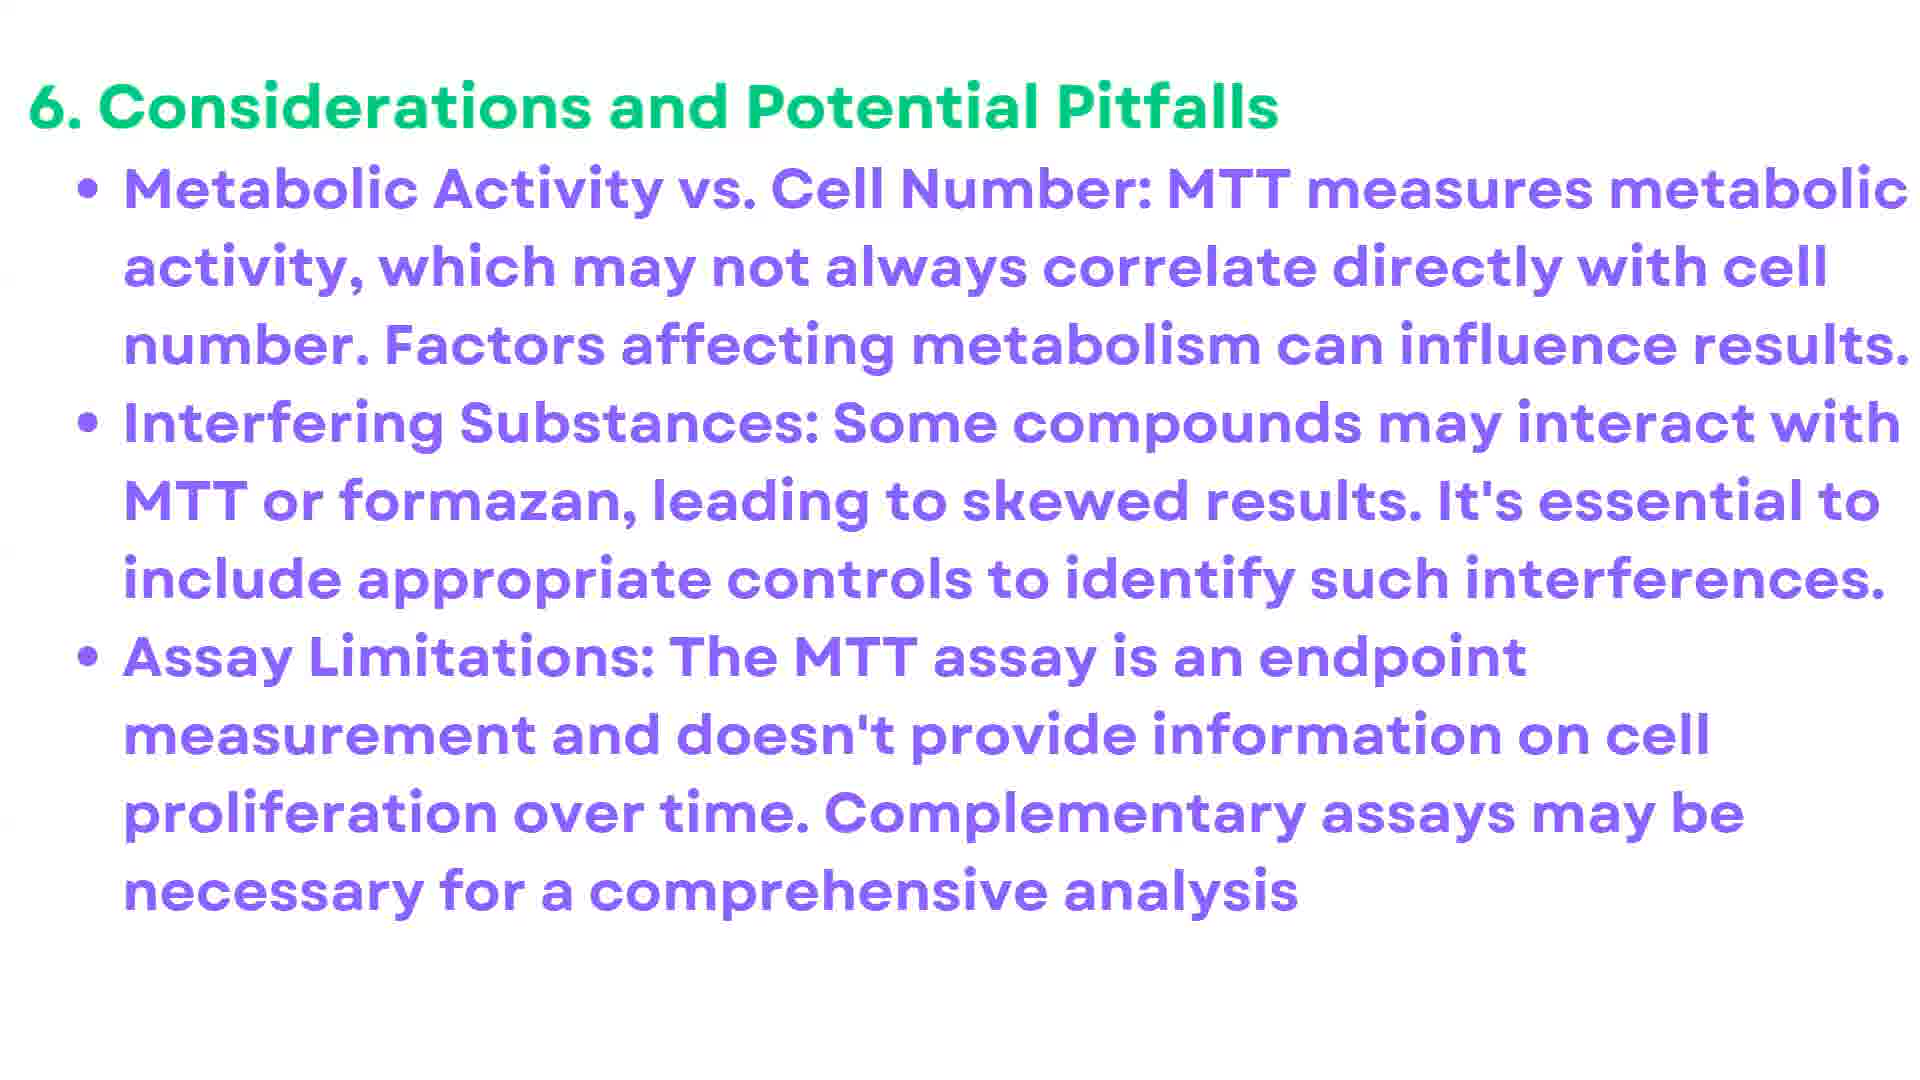 6. Considerations and Potential Pitfalls
• Metabolic Activity vs. Cell Number: MTT measures metabolic
activity, which may not always correlate directly with cell
number. Factors affecting metabolism can influence results.
• Interfering Substances: Some compounds may interact with
MTT or formazan, leading to skewed results. It's essential to
include appropriate controls to identify such interferences.
• Assay Limitations: The MTT assay is an endpoint
measurement and doesn't provide information on cell
proliferation over time. Complementary assays may be
necessary for a comprehensive analysis